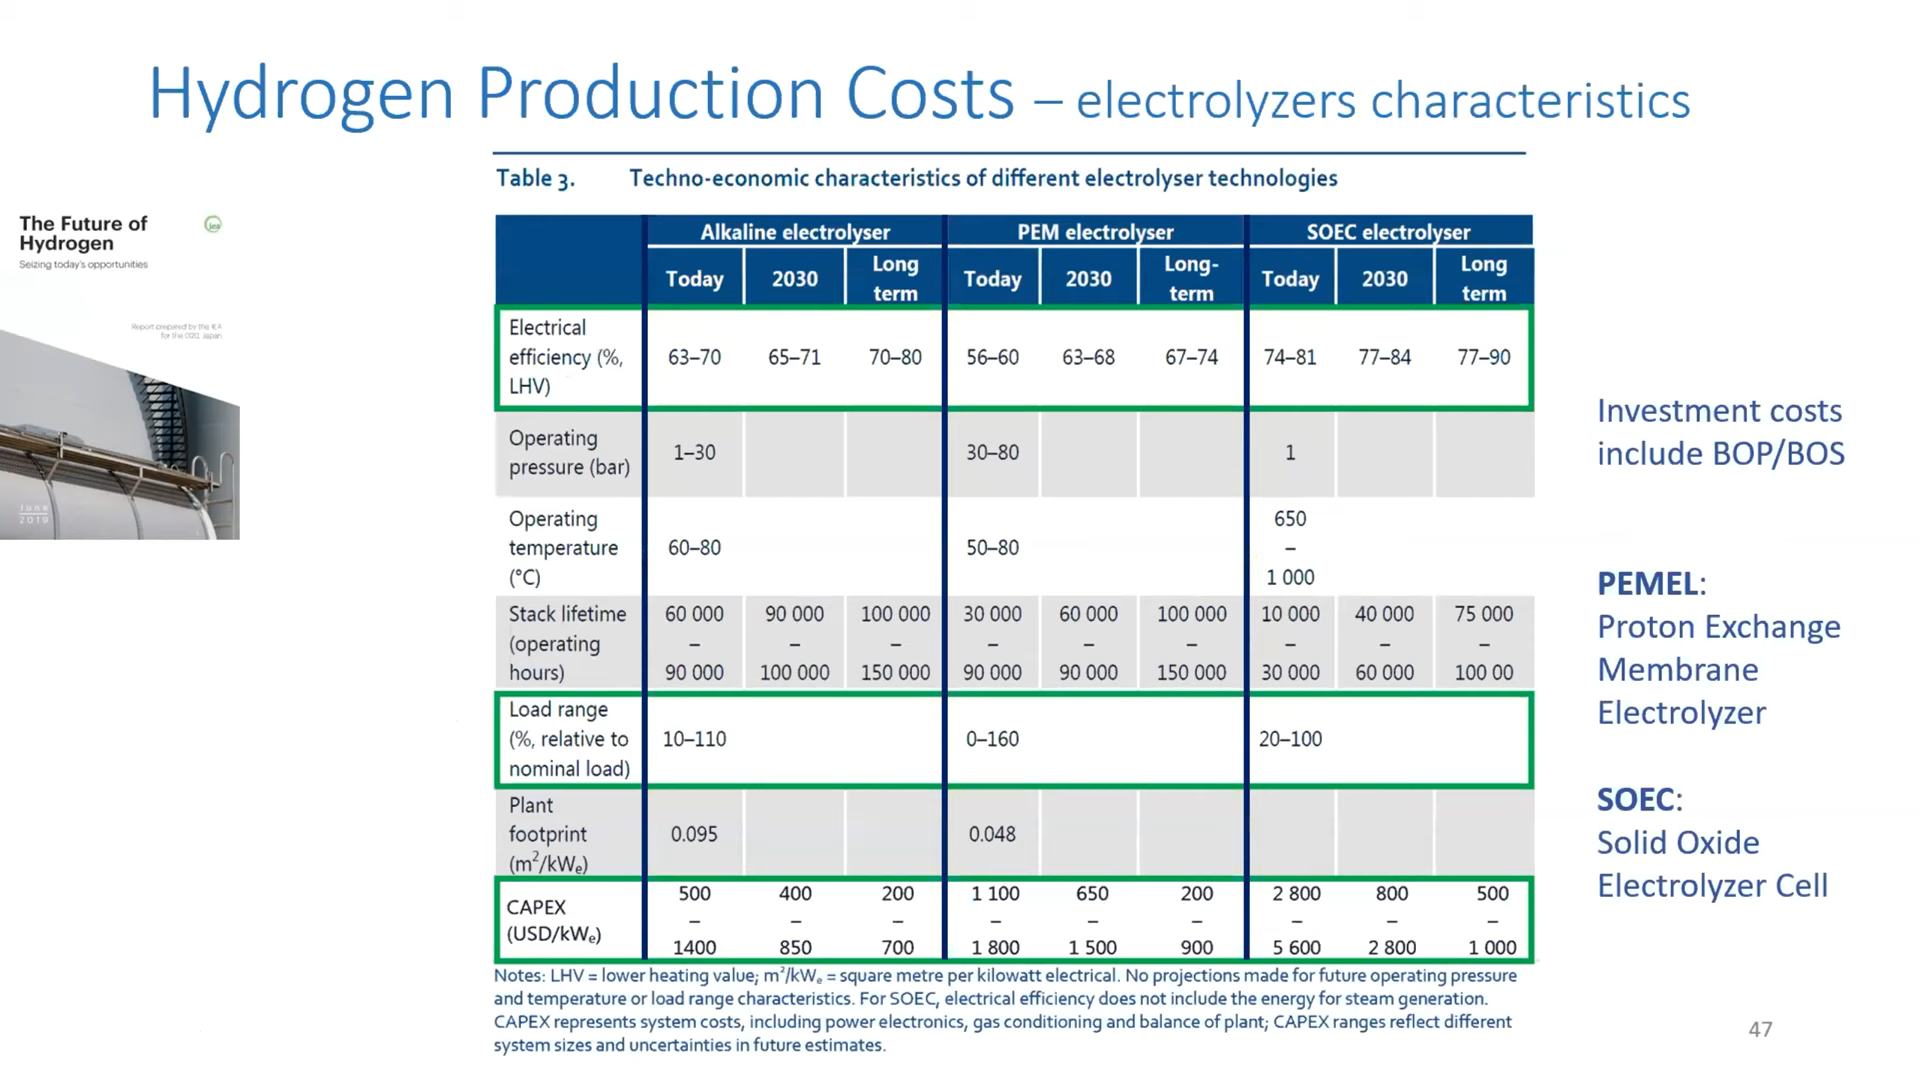 Hydrogen Production Costs – electrolyzers characteristics
The Future of
Hydrogen
Seizing today's opportunities
iea
Report prepared by the IEA
for the G20, Japan
June
2019
Table 3. Techno-economic characteristics of different electrolyser technologies
Alkaline electrolyser PEM electrolyser SOEC electrolyser
Today 2030 Long term Today 2030 Long-term Today 2030 Long term
Electrical
efficiency (%,
LHV)
63–70 65–71 70–80 56–60 63–68 67–74 74–81 77–84 77–90
Operating
pressure (bar)
1–30 30–80 1
Operating
temperature
(°C)
60–80 50–80 650 – 1 000
Stack lifetime
(operating
hours)
60 000 90 000 100 000 30 000 60 000 100 000 10 000 40 000 75 000
– – – – – – – – –
90 000 100 000 150 000 90 000 90 000 150 000 30 000 60 000 100 00
Load range
(%, relative to
nominal load)
10–110 0–160 20–100
Plant
footprint
(m²/kWₑ)
0.095 0.048
CAPEX
(USD/kWₑ)
500 400 200 1 100 650 200 2 800 800 500
– – – – – – – – –
1400 850 700 1 800 1 500 900 5 600 2 800 1 000
Notes: LHV = lower heating value; m²/kWₑ = square metre per kilowatt electrical. No projections made for future operating pressure
and temperature or load range characteristics. For SOEC, electrical efficiency does not include the energy for steam generation.
CAPEX represents system costs, including power electronics, gas conditioning and balance of plant; CAPEX ranges reflect different
system sizes and uncertainties in future estimates.
Investment costs
include BOP/BOS
PEMEL:
Proton Exchange
Membrane
Electrolyzer
SOEC:
Solid Oxide
Electrolyzer Cell
47